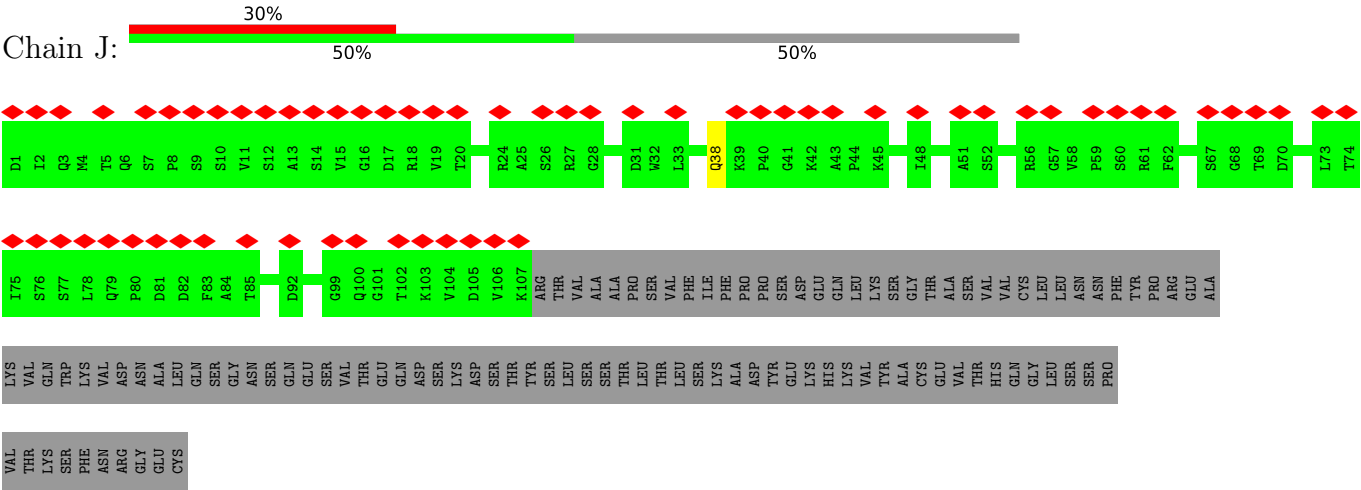 30%
Chain J:
50% 50%
D1 I2 Q3 M4 T5 Q6 S7 P8 S9 S10 V11 S12 A13 S14 V15 G16 D17 R18 V19 T20 R24 A25 S26 R27 G28 D31 W32 L33 Q38 K39 P40 G41 K42 A43 P44 K45 I48 A51 S52 R56 G57 V58 P59 S60 R61 F62 S67 G68 T69 D70 L73 T74
I75 S76 S77 L78 Q79 P80 D81 D82 F83 A84 T85 D92 G99 Q100 G101 T102 K103 V104 D105 V106 K107 ARG THR VAL ALA ALA PRO SER VAL PHE ILE PHE PRO PRO SER ASP GLU GLN LEU LYS SER GLY THR ALA SER VAL VAL CYS LEU LEU ASN ASN PHE TYR PRO ARG GLU ALA
LYS VAL GLN TRP LYS VAL ASP ASN ALA LEU GLN SER GLY ASN SER GLN GLU SER VAL THR GLU GLN ASP SER LYS ASP SER THR TYR SER LEU SER SER THR LEU THR LEU SER LYS ALA ASP TYR GLU LYS HIS LYS VAL TYR ALA CYS GLU VAL THR HIS GLN GLY LEU SER SER PRO
VAL THR LYS SER PHE ASN ARG GLY GLU CYS